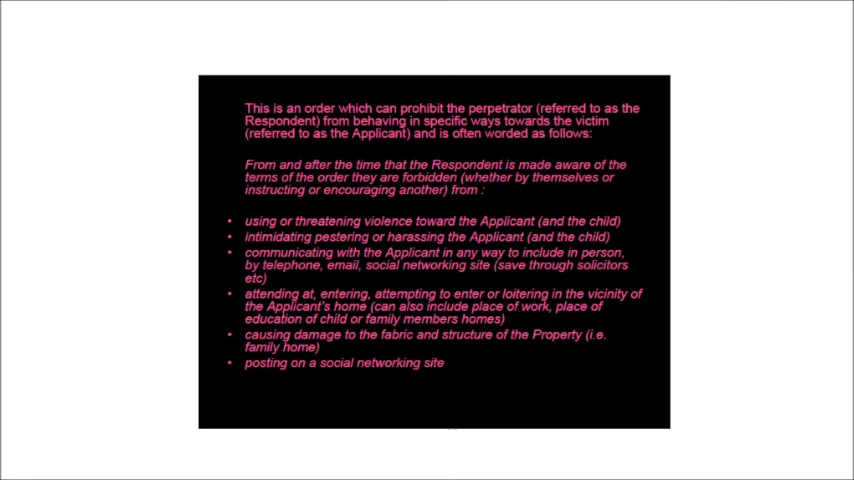 This is an order which can prohibit the perpetrator (referred to as the
Respondent) from behaving in specific ways towards the victim
(referred to as the Applicant) and is often worded as follows:
From and after the time that the Respondent is made aware of the
terms of the order they are forbidden (whether by themselves or
instructing or encouraging another) from :
• using or threatening violence toward the Applicant (and the child)
• intimidating pestering or harassing the Applicant (and the child)
• communicating with the Applicant in any way to include in person,
by telephone, email, social networking site (save through solicitors
etc)
• attending at, entering, attempting to enter or loitering in the vicinity of
the Applicant's home (can also include place of work, place of
education of child or family members homes)
• causing damage to the fabric and structure of the Property (i.e.
family home)
• posting on a social networking site